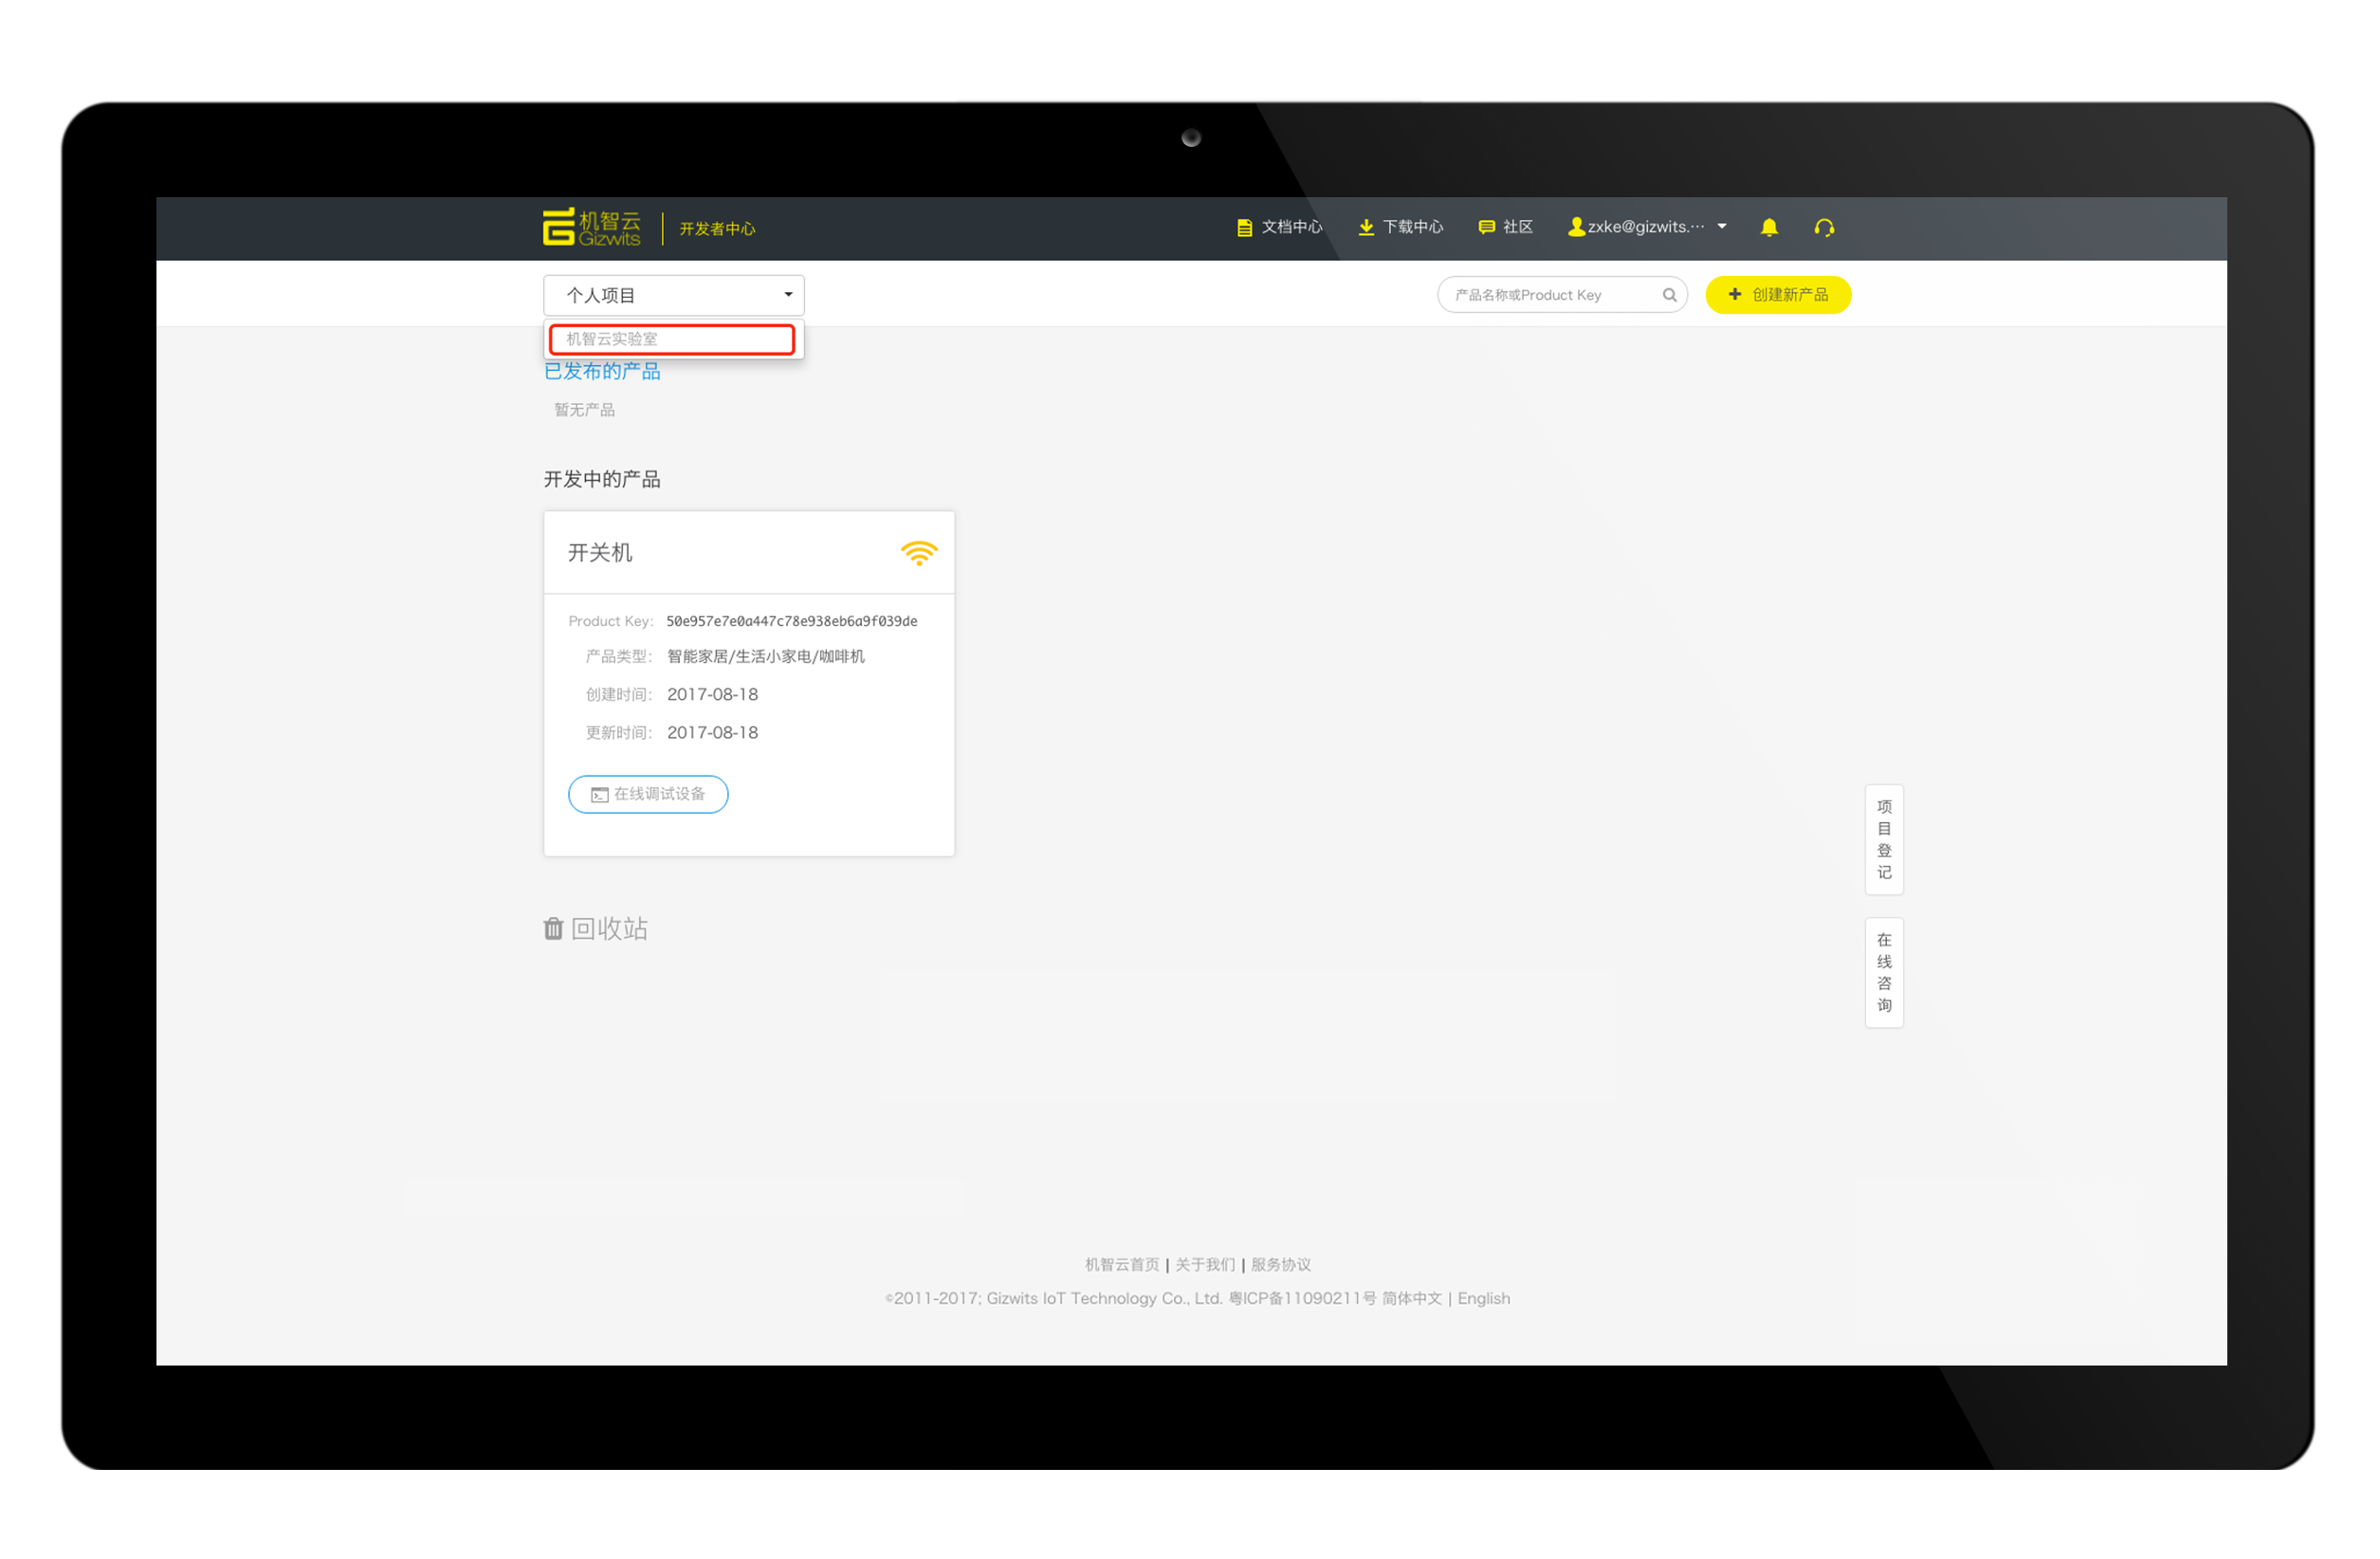 机智云 Gizwits 开发者中心 文档中心 下载中心 社区 zxke@gizwits.···
个人项目 产品名称或Product Key 创建新产品
机智云实验室
已发布的产品
暂无产品
开发中的产品
开关机
Product Key: 50e957e7e0a447c78e938eb6a9f039de
产品类型: 智能家居/生活小家电/咖啡机
创建时间: 2017-08-18
更新时间: 2017-08-18
在线调试设备
项目登记
回收站
在线咨询
机智云首页 | 关于我们 | 服务协议
©2011-2017; Gizwits IoT Technology Co., Ltd. 粤ICP备11090211号 简体中文 | English